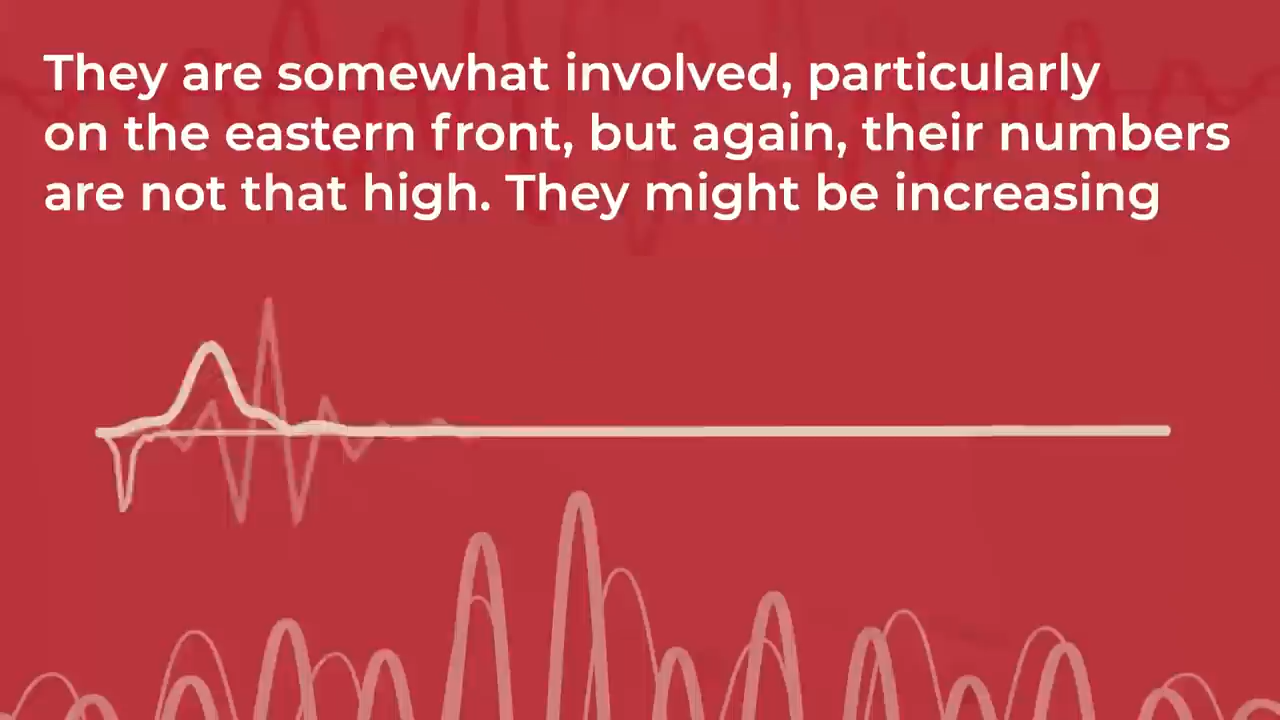 They are somewhat involved, particularly
on the eastern front, but again, their numbers
are not that high. They might be increasing